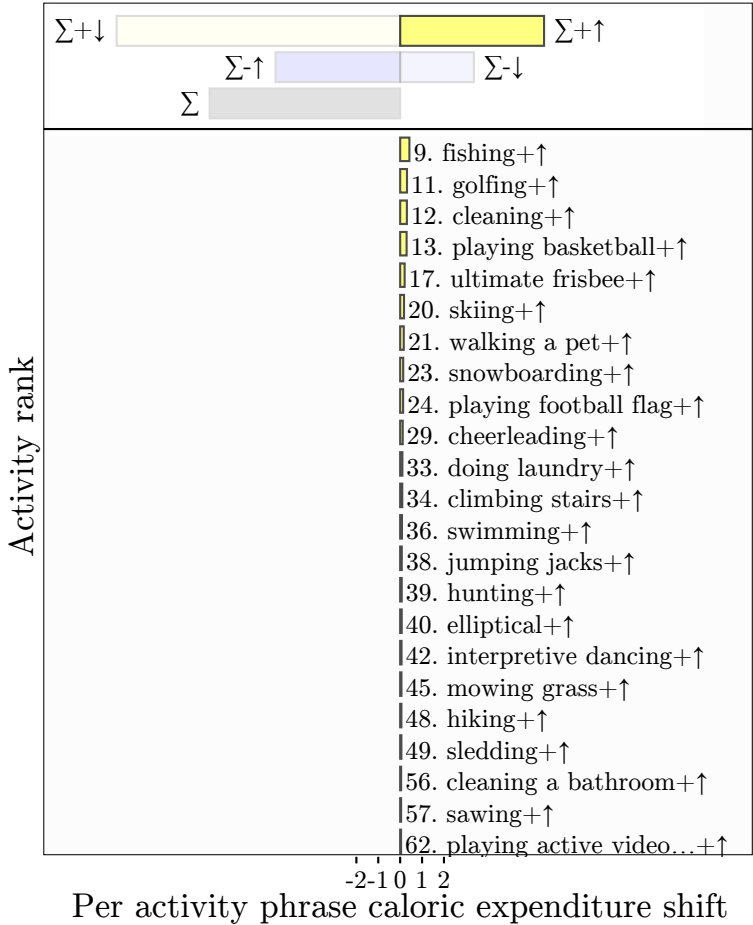 ∑+↓ ∑+↑
∑-↑ ∑-↓
∑
9. fishing+↑
11. golfing+↑
12. cleaning+↑
13. playing basketball+↑
17. ultimate frisbee+↑
20. skiing+↑
21. walking a pet+↑
23. snowboarding+↑
24. playing football flag+↑
29. cheerleading+↑
33. doing laundry+↑
34. climbing stairs+↑
36. swimming+↑
38. jumping jacks+↑
39. hunting+↑
40. elliptical+↑
42. interpretive dancing+↑
45. mowing grass+↑
48. hiking+↑
49. sledding+↑
56. cleaning a bathroom+↑
57. sawing+↑
62. playing active video...+↑
Activity rank
-2 -1 0 1 2
Per activity phrase caloric expenditure shift